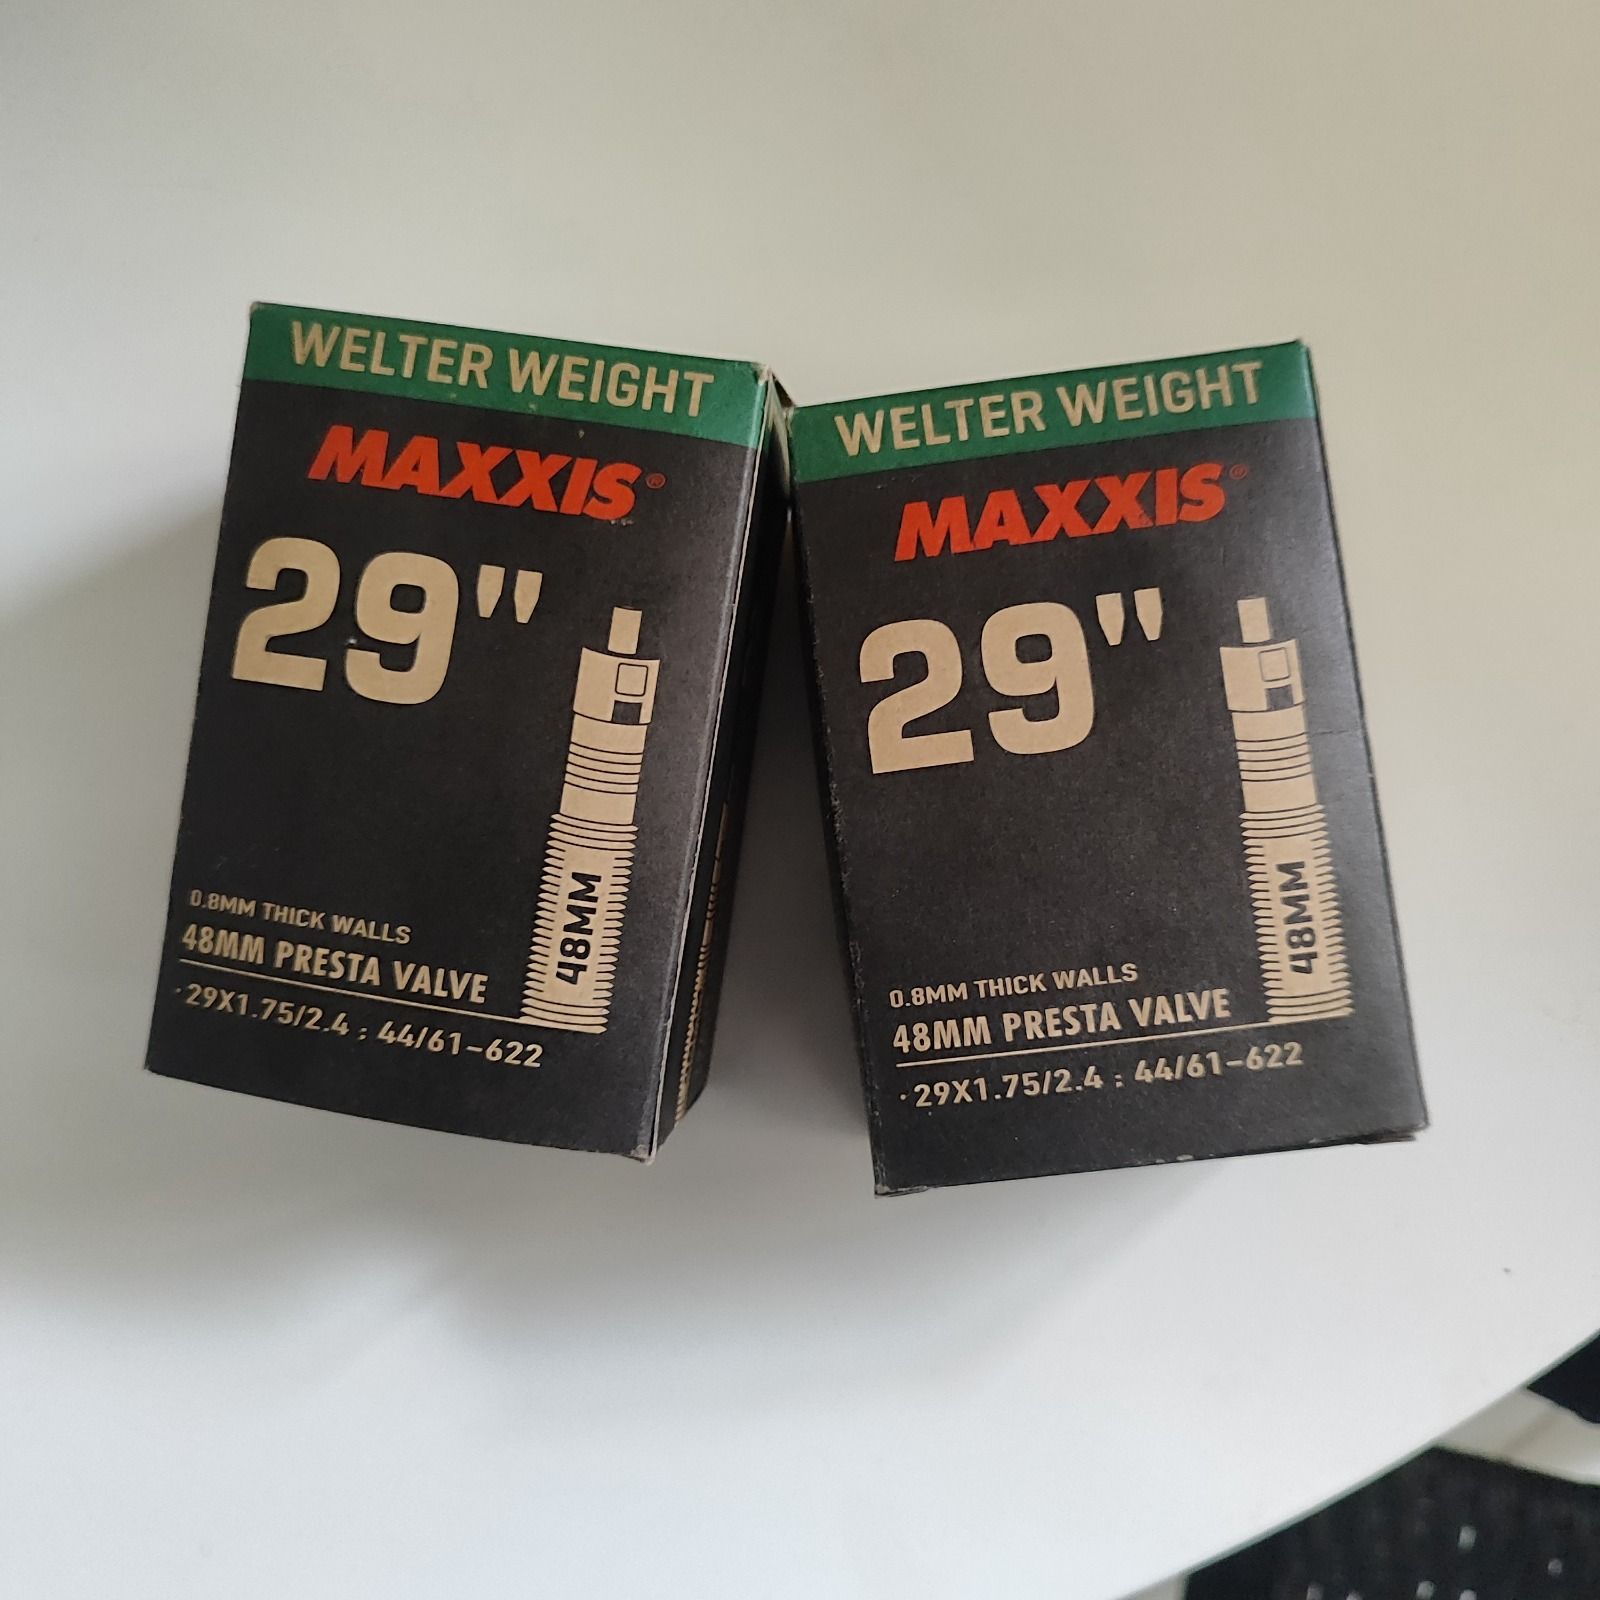 WELTER WEIGHT
MAXXIS®
29"
48MM
0.8MM THICK WALLS
48MM PRESTA VALVE
·29X1.75/2.4 : 44/61-622
WELTER WEIGHT
MAXXIS®
29"
48MM
0.8MM THICK WALLS
48MM PRESTA VALVE
·29X1.75/2.4 : 44/61-622